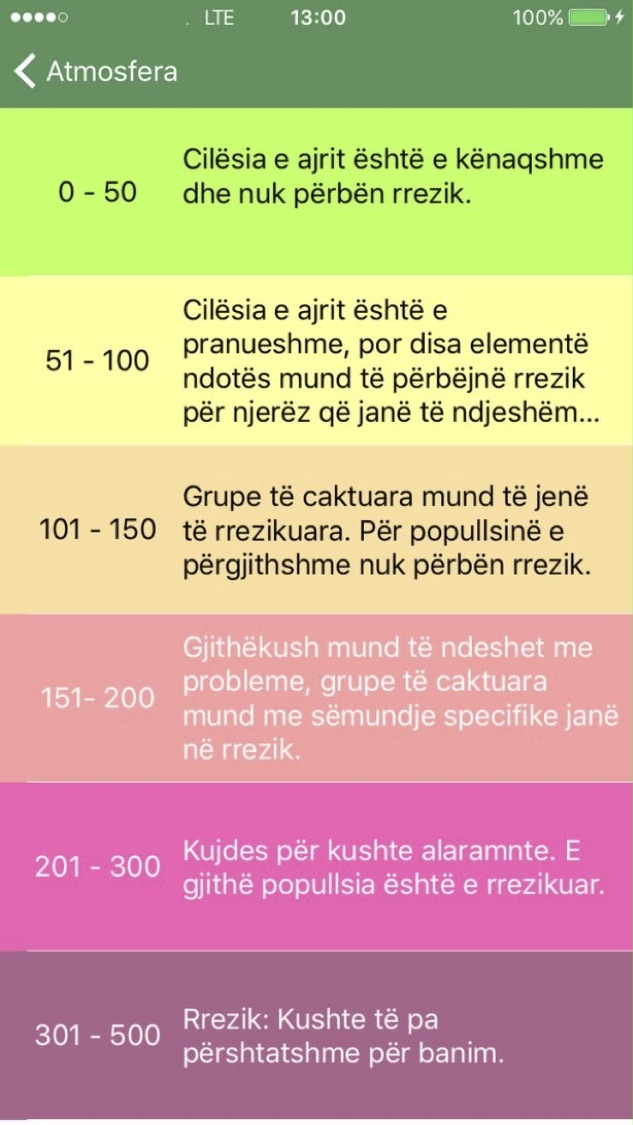 . LTE 13:00 100%
Atmosfera
0 - 50
Cilësia e ajrit është e kënaqshme
dhe nuk përbën rrezik.
51 - 100
Cilësia e ajrit është e
pranueshme, por disa elementë
ndotës mund të përbëjnë rrezik
për njerëz që janë të ndjeshëm...
101 - 150
Grupe të caktuara mund të jenë
të rrezikuara. Për popullsinë e
përgjithshme nuk përbën rrezik.
151- 200
Gjithëkush mund të ndeshet me
probleme, grupe të caktuara
mund me sëmundje specifike janë
në rrezik.
201 - 300
Kujdes për kushte alaramnte. E
gjithë popullsia është e rrezikuar.
301 - 500
Rrezik: Kushte të pa
përshtatshme për banim.